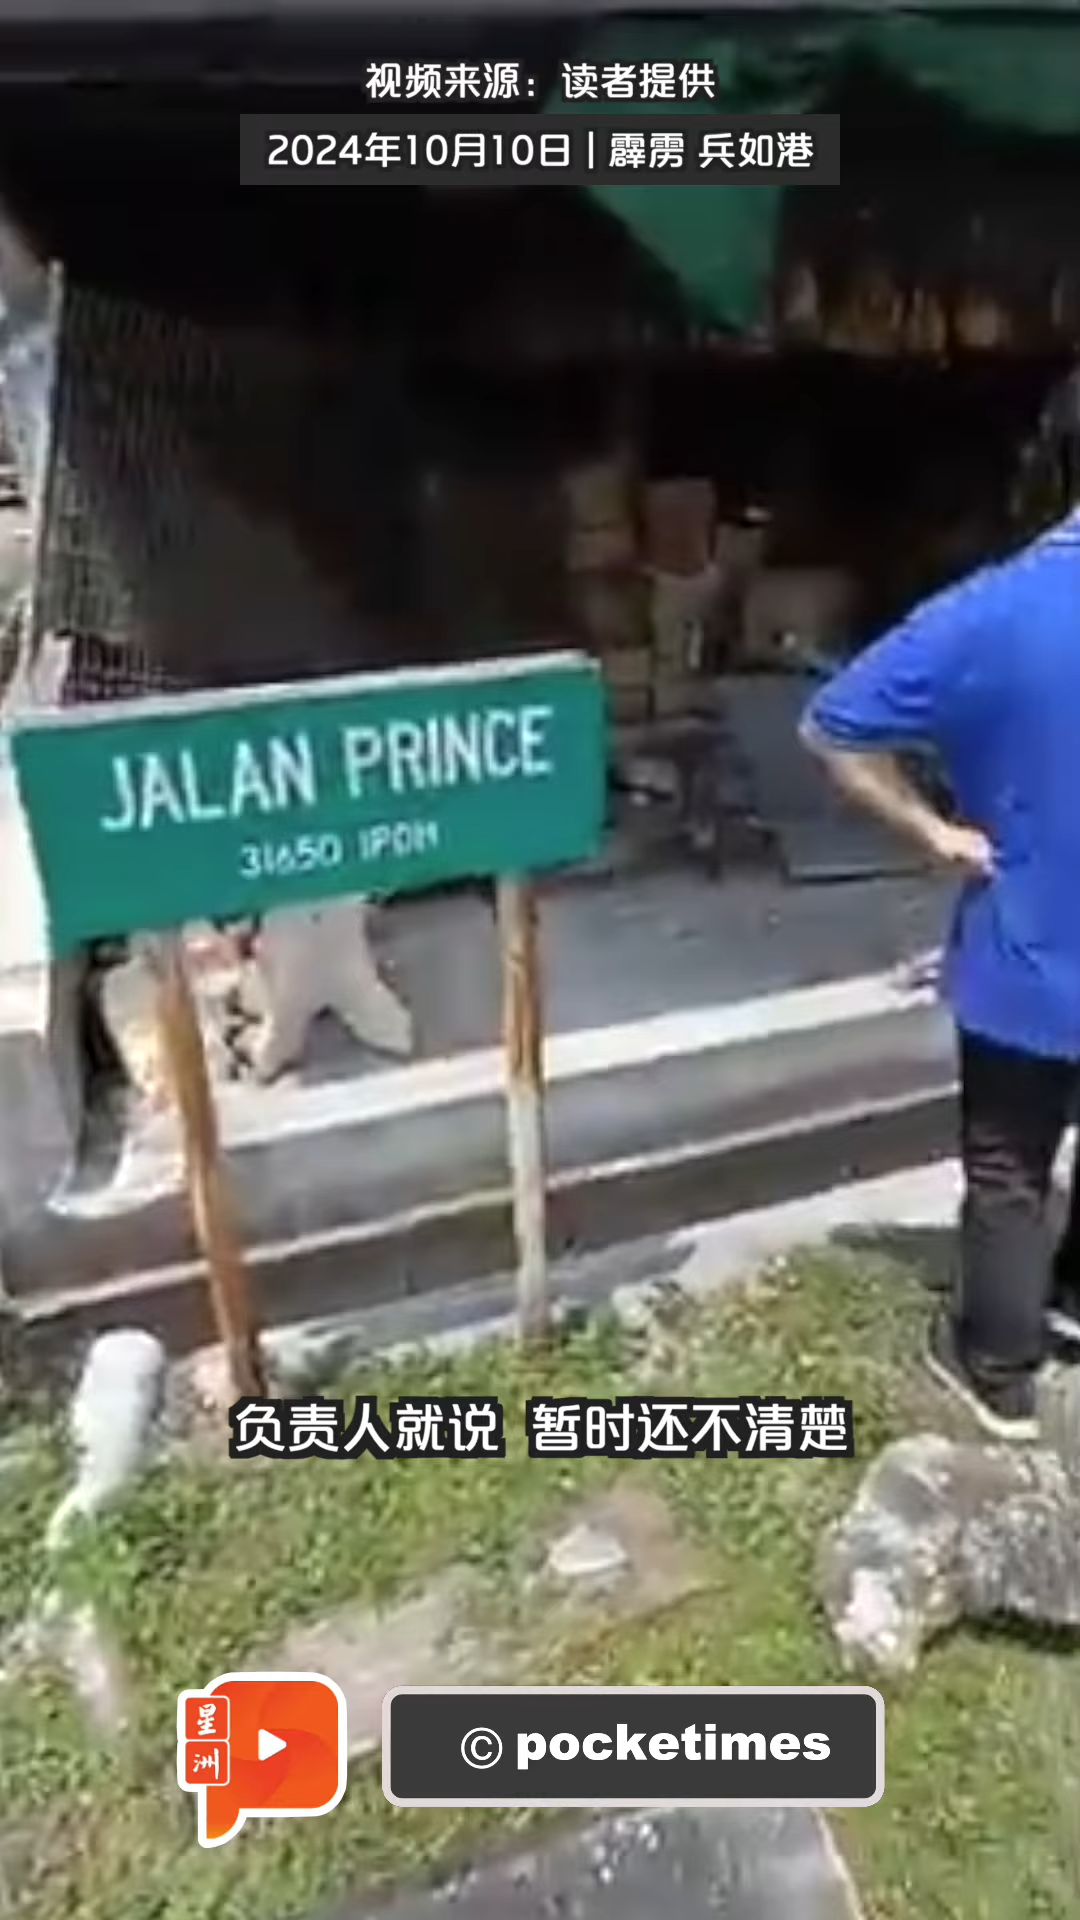 视频来源：读者提供
2024年10月10日 | 霹雳 兵如港
JALAN PRINCE
31650 IPOH
负责人就说 暂时还不清楚
星洲
© pocketimes